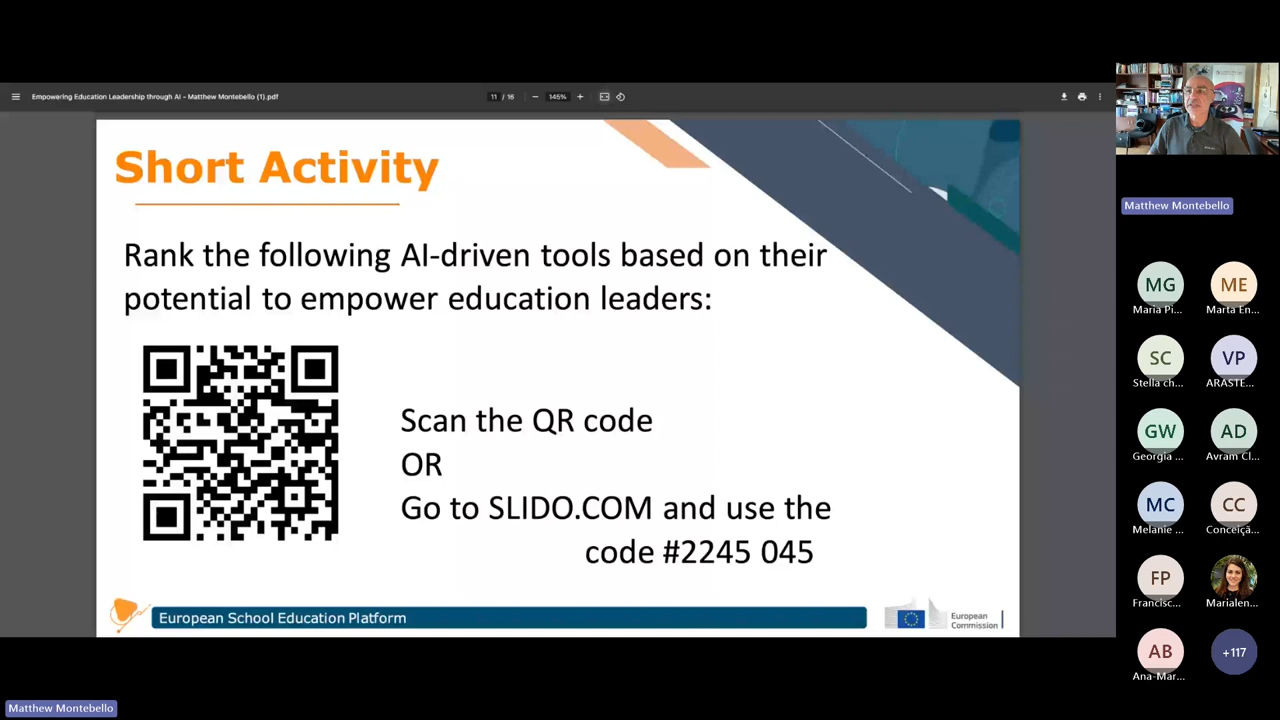 Empowering Education Leadership through AI - Matthew Montebello (1).pdf
11 / 16
145%
Short Activity
Rank the following AI-driven tools based on their
potential to empower education leaders:
Scan the QR code
OR
Go to SLIDO.COM and use the
code #2245 045
European School Education Platform
European
Commission
Matthew Montebello
MG
Maria Pi...
ME
Marta En...
SC
Stella ch...
VP
ARASTE...
GW
Georgia ...
AD
Avram Cl...
MC
Melanie ...
CC
Conceiçã...
FP
Francisc...
Marialen...
AB
Ana-Mar...
+117
Matthew Montebello